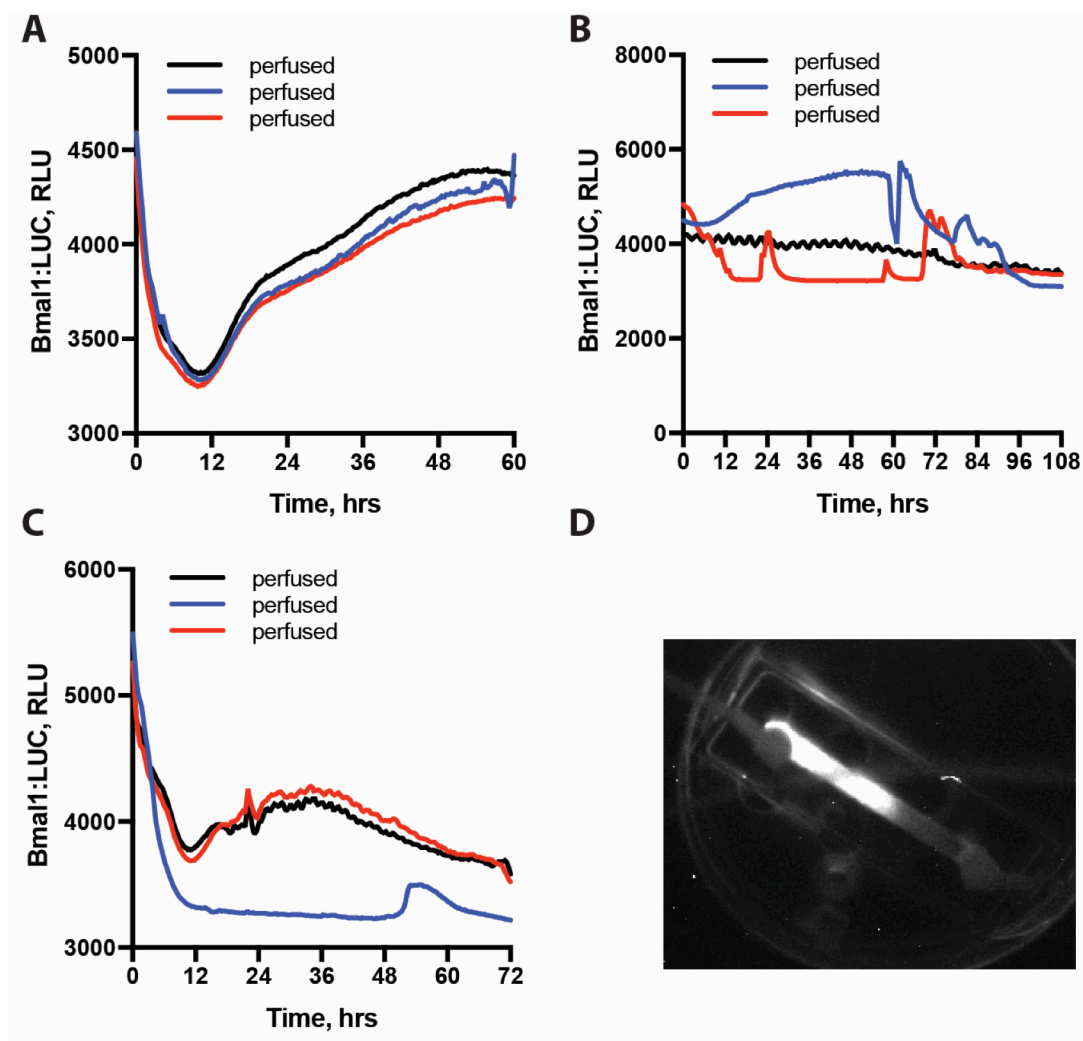 A
Bmal1:LUC, RLU
5000
4500
4000
3500
3000
perfused
perfused
perfused
0 12 24 36 48 60
Time, hrs
B
Bmal1:LUC, RLU
8000
6000
4000
2000
0
perfused
perfused
perfused
0 12 24 36 48 60 72 84 96 108
Time, hrs
C
Bmal1:LUC, RLU
6000
5000
4000
3000
perfused
perfused
perfused
0 12 24 36 48 60 72
Time, hrs
D